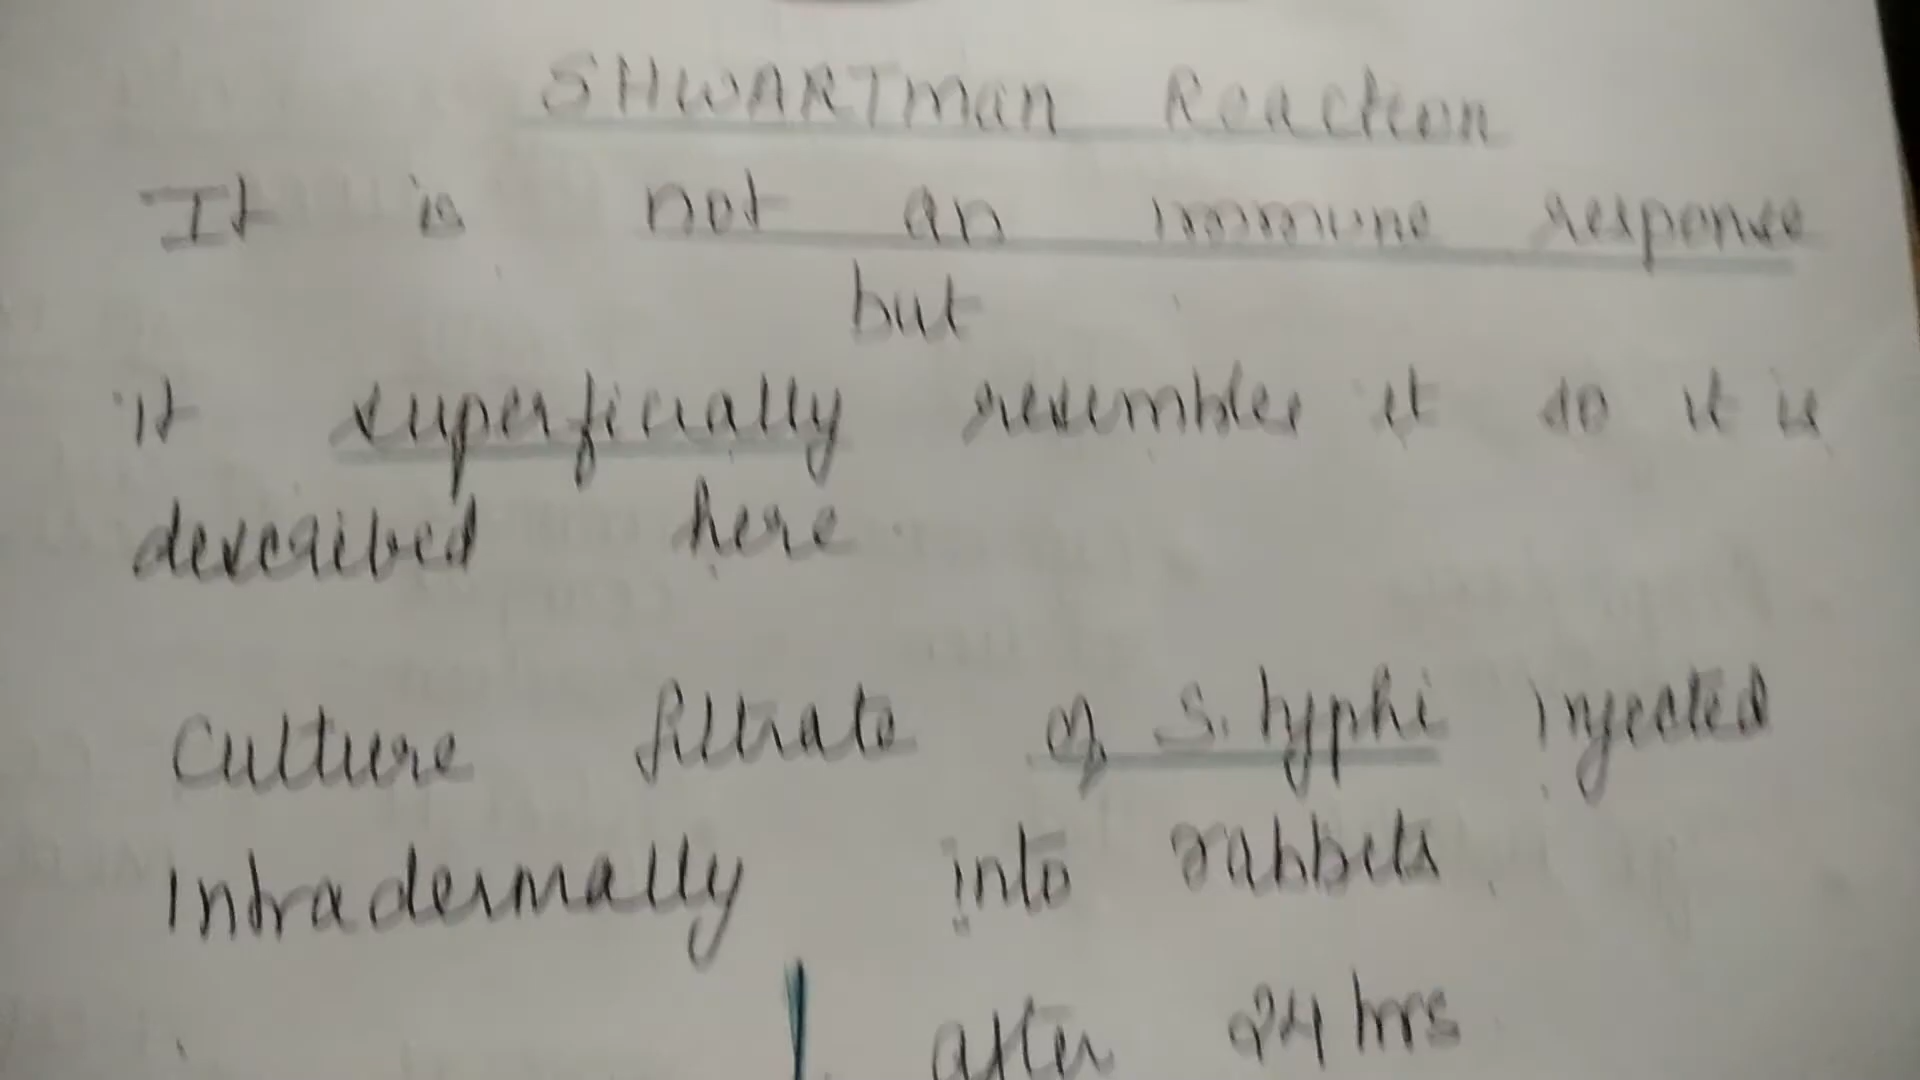 SHWARTman Reaction
It is not an immune response
but
it superficially resembles it so it is
described here
Culture filtrate of S. typhi injected
Intradermally into rabbits
after 24 hrs